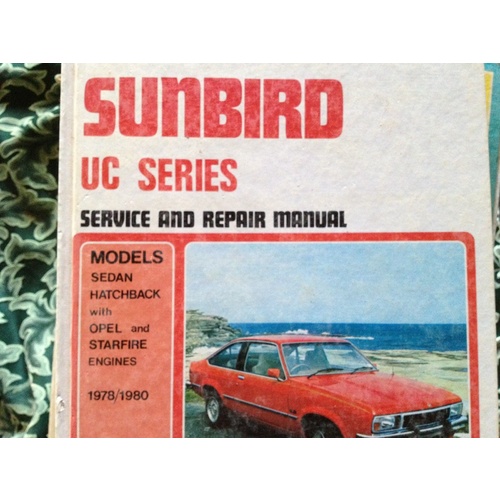 SUNBIRD
UC SERIES
SERVICE AND REPAIR MANUAL
MODELS
SEDAN
HATCHBACK
with
OPEL and
STARFIRE
ENGINES
1978/1980